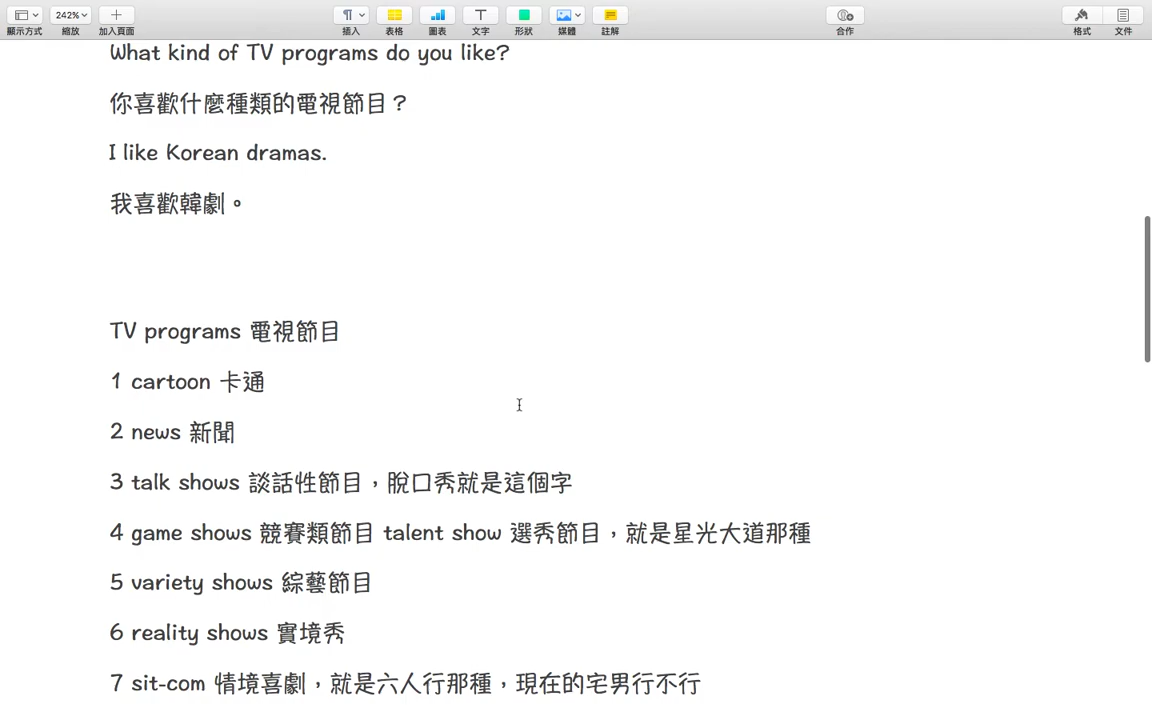 242%
顯示方式 縮放 加入頁面 插入 表格 圖表 文字 形狀 媒體 註解 合作 格式 文件
What kind of TV programs do you like?
你喜歡什麼種類的電視節目？
I like Korean dramas.
我喜歡韓劇。
TV programs 電視節目
1 cartoon 卡通
2 news 新聞
3 talk shows 談話性節目，脫口秀就是這個字
4 game shows 競賽類節目 talent show 選秀節目，就是星光大道那種
5 variety shows 綜藝節目
6 reality shows 實境秀
7 sit-com 情境喜劇，就是六人行那種，現在的宅男行不行